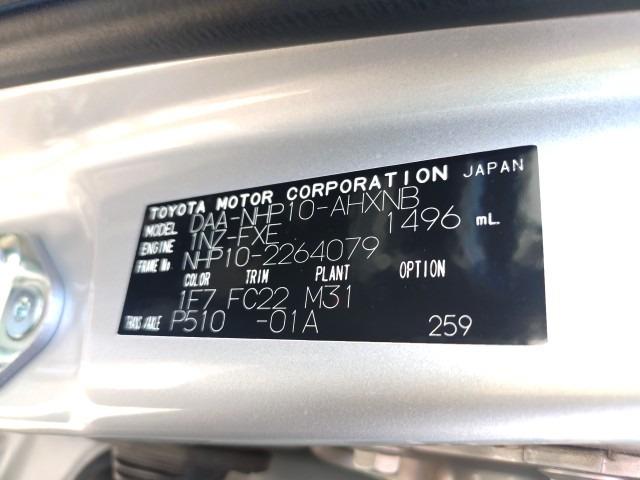 TOYOTA MOTOR CORPORATION JAPAN
MODEL DAA-NHP10-AHXNB
ENGINE 1NZ-FXE 1496 mL
FRAME No. NHP10-2264079
COLOR TRIM PLANT OPTION
1F7 FC22 M31
TRANS/AXLE P510 -01A 259